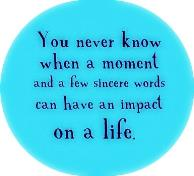 You never know
when a moment
and a few sincere words
can have an impact
on a life.